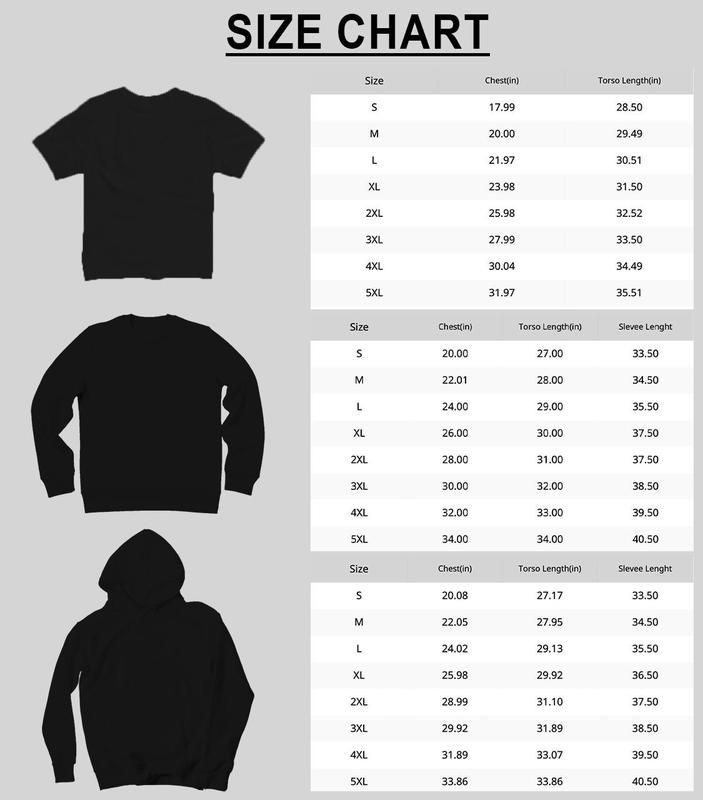 SIZE CHART
Size Chest(in) Torso Length(in)
S 17.99 28.50
M 20.00 29.49
L 21.97 30.51
XL 23.98 31.50
2XL 25.98 32.52
3XL 27.99 33.50
4XL 30.04 34.49
5XL 31.97 35.51
Size Chest(in) Torso Length(in) Slevee Lenght
S 20.00 27.00 33.50
M 22.01 28.00 34.50
L 24.00 29.00 35.50
XL 26.00 30.00 37.50
2XL 28.00 31.00 37.50
3XL 30.00 32.00 38.50
4XL 32.00 33.00 39.50
5XL 34.00 34.00 40.50
Size Chest(in) Torso Length(in) Slevee Lenght
S 20.08 27.17 33.50
M 22.05 27.95 34.50
L 24.02 29.13 35.50
XL 25.98 29.92 36.50
2XL 28.99 31.10 37.50
3XL 29.92 31.89 38.50
4XL 31.89 33.07 39.50
5XL 33.86 33.86 40.50